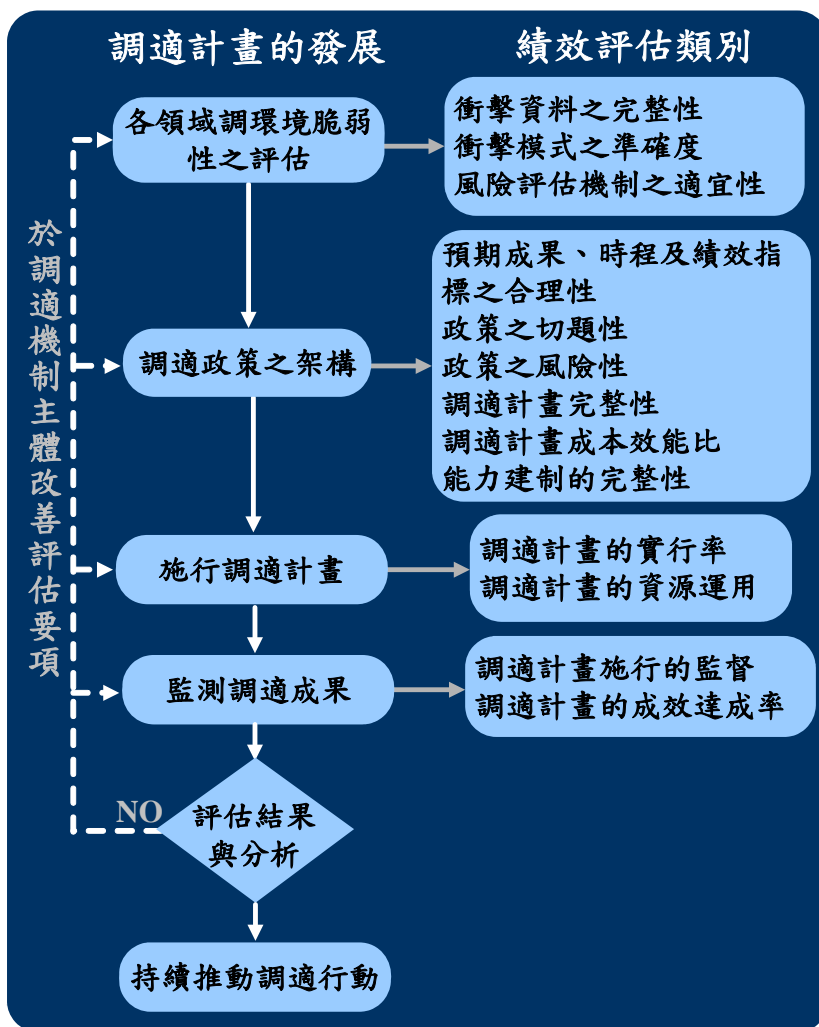 調適計畫的發展
績效評估類別
各領域調環境脆弱
性之評估
衝擊資料之完整性
衝擊模式之準確度
風險評估機制之適宜性
於調適機制主體改善評估要項
預期成果、時程及績效指
標之合理性
政策之切題性
政策之風險性
調適計畫完整性
調適計畫成本效能比
能力建制的完整性
調適政策之架構
施行調適計畫
調適計畫的實行率
調適計畫的資源運用
監測調適成果
調適計畫施行的監督
調適計畫的成效達成率
NO
評估結果
與分析
持續推動調適行動